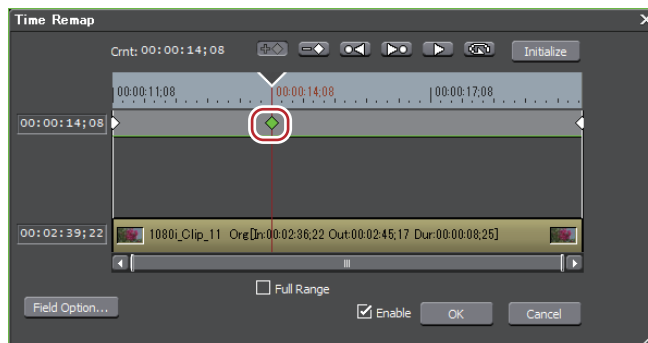 Time Remap
Crnt: 00:00:14;08
Initialize
00:00:11;08 00:00:14;08 00:00:17;08
00:00:14;08
00:02:39;22
1080i_Clip_11 Org[In:00:02:36;22 Out:00:02:45;17 Dur:00:00:08;25]
Full Range
Field Option...
Enable
OK
Cancel